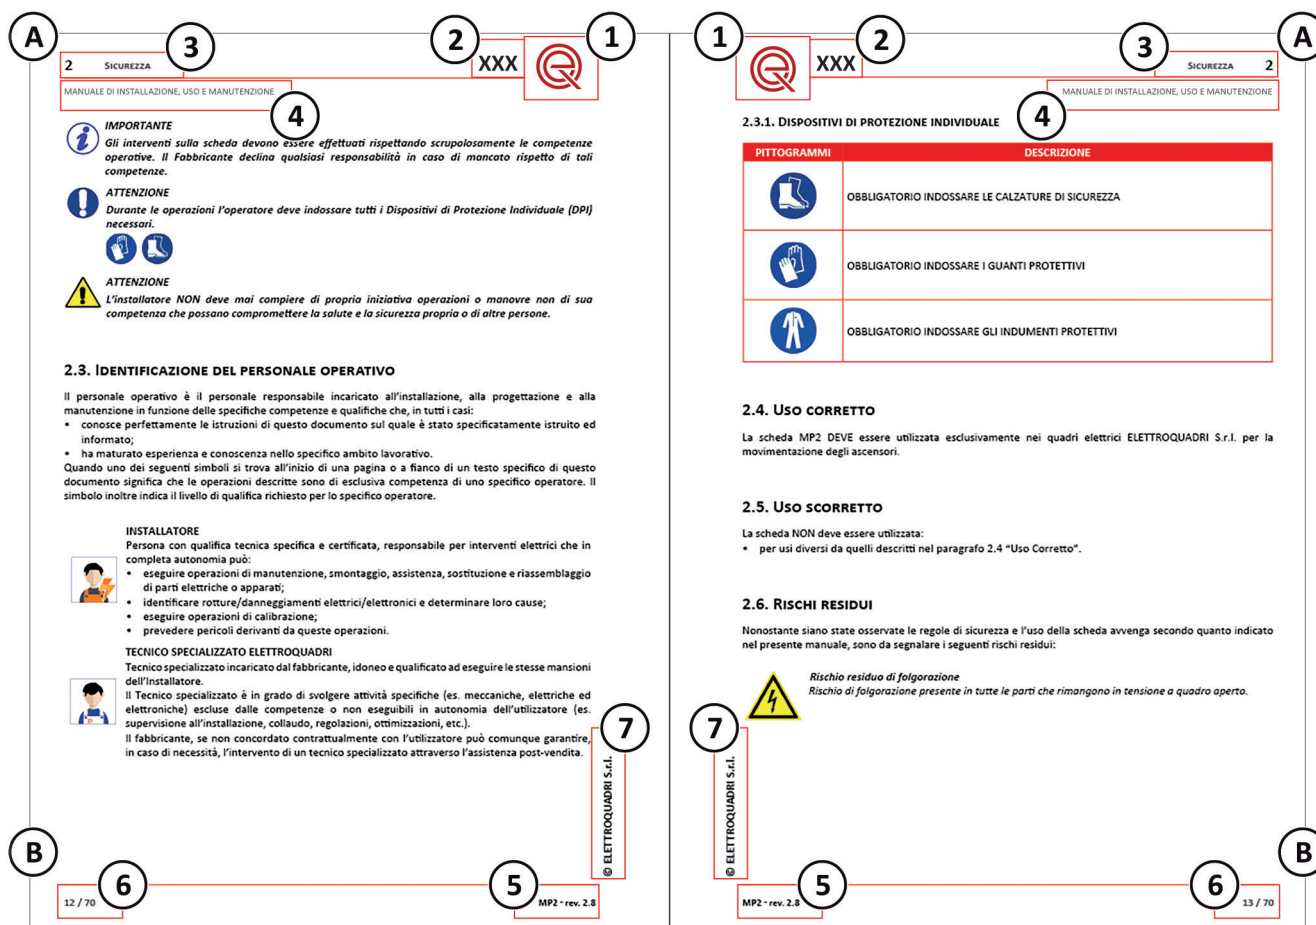 A
3
2
1
2 SICUREZZA
XXX
MANUALE DI INSTALLAZIONE, USO E MANUTENZIONE
4
IMPORTANTE
Gli interventi sulla scheda devono essere effettuati rispettando scrupolosamente le competenze
operative. Il Fabbricante declina qualsiasi responsabilità in caso di mancato rispetto di tali
competenze.
ATTENZIONE
Durante le operazioni l'operatore deve indossare tutti i Dispositivi di Protezione Individuale (DPI)
necessari.
ATTENZIONE
L'installatore NON deve mai compiere di propria iniziativa operazioni o manovre non di sua
competenza che possano compromettere la salute e la sicurezza propria o di altre persone.
2.3. IDENTIFICAZIONE DEL PERSONALE OPERATIVO
Il personale operativo è il personale responsabile incaricato all'installazione, alla progettazione e alla
manutenzione in funzione delle specifiche competenze e qualifiche che, in tutti i casi:
• conosce perfettamente le istruzioni di questo documento sul quale è stato specificatamente istruito ed
informato;
• ha maturato esperienza e conoscenza nello specifico ambito lavorativo.
Quando uno dei seguenti simboli si trova all'inizio di una pagina o a fianco di un testo specifico di questo
documento significa che le operazioni descritte sono di esclusiva competenza di uno specifico operatore. Il
simbolo inoltre indica il livello di qualifica richiesto per lo specifico operatore.
INSTALLATORE
Persona con qualifica tecnica specifica e certificata, responsabile per interventi elettrici che in
completa autonomia può:
• eseguire operazioni di manutenzione, smontaggio, assistenza, sostituzione e riassemblaggio
di parti elettriche o apparati;
• identificare rotture/danneggiamenti elettrici/elettronici e determinare loro cause;
• eseguire operazioni di calibrazione;
• prevedere pericoli derivanti da queste operazioni.
TECNICO SPECIALIZZATO ELETTROQUADRI
Tecnico specializzato incaricato dal fabbricante, idoneo e qualificato ad eseguire le stesse mansioni
dell'Installatore.
Il Tecnico specializzato è in grado di svolgere attività specifiche (es. meccaniche, elettriche ed
elettroniche) escluse dalle competenze o non eseguibili in autonomia dell'utilizzatore (es.
supervisione all'installazione, collaudo, regolazioni, ottimizzazioni, etc.).
Il fabbricante, se non concordato contrattualmente con l'utilizzatore può comunque garantire,
in caso di necessità, l'intervento di un tecnico specializzato attraverso l'assistenza post-vendita.
7
© ELETTROQUADRI S.r.l.
B
6
5
12 / 70
MP2 - rev. 2.8
1
2
3
A
XXX
SICUREZZA 2
MANUALE DI INSTALLAZIONE, USO E MANUTENZIONE
4
2.3.1. DISPOSITIVI DI PROTEZIONE INDIVIDUALE
PITTOGRAMMI DESCRIZIONE
OBBLIGATORIO INDOSSARE LE CALZATURE DI SICUREZZA
OBBLIGATORIO INDOSSARE I GUANTI PROTETTIVI
OBBLIGATORIO INDOSSARE GLI INDUMENTI PROTETTIVI
2.4. USO CORRETTO
La scheda MP2 DEVE essere utilizzata esclusivamente nei quadri elettrici ELETTROQUADRI S.r.l. per la
movimentazione degli ascensori.
2.5. USO SCORRETTO
La scheda NON deve essere utilizzata:
• per usi diversi da quelli descritti nel paragrafo 2.4 “Uso Corretto”.
2.6. RISCHI RESIDUI
Nonostante siano state osservate le regole di sicurezza e l'uso della scheda avvenga secondo quanto indicato
nel presente manuale, sono da segnalare i seguenti rischi residui:
Rischio residuo di folgorazione
Rischio di folgorazione presente in tutte le parti che rimangono in tensione a quadro aperto.
7
© ELETTROQUADRI S.r.l.
B
5
6
MP2 - rev. 2.8
13 / 70